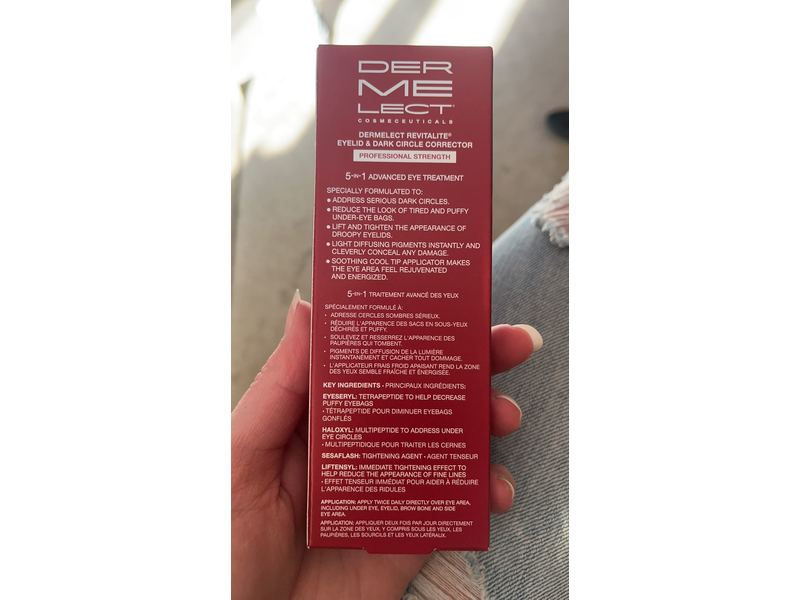 DER
ME
LECT
COSMECEUTICALS
DERMELECT REVITALITE®
EYELID & DARK CIRCLE CORRECTOR
PROFESSIONAL STRENGTH
5-IN-1 ADVANCED EYE TREATMENT
SPECIALLY FORMULATED TO:
• ADDRESS SERIOUS DARK CIRCLES.
• REDUCE THE LOOK OF TIRED AND PUFFY
UNDER-EYE BAGS.
• LIFT AND TIGHTEN THE APPEARANCE OF
DROOPY EYELIDS.
• LIGHT DIFFUSING PIGMENTS INSTANTLY AND
CLEVERLY CONCEAL ANY DAMAGE.
• SOOTHING COOL TIP APPLICATOR MAKES
THE EYE AREA FEEL REJUVENATED
AND ENERGIZED.
5-EN-1 TRAITEMENT AVANCÉ DES YEUX
SPÉCIALEMENT FORMULÉ À:
• ADRESSE CERCLES SOMBRES SÉRIEUX.
• RÉDUIRE L'APPARENCE DES SACS EN SOUS-YEUX
DÉCHIRÉS ET PUFFY.
• SOULEVEZ ET RESSERREZ L'APPARENCE DES
PAUPIÈRES QUI TOMBENT.
• PIGMENTS DE DIFFUSION DE LA LUMIÈRE
INSTANTANÉMENT ET CACHER TOUT DOMMAGE.
• L'APPLICATEUR FRAIS FROID APAISANT REND LA ZONE
DES YEUX SEMBLE FRAÎCHE ET ÉNERGISÉE.
KEY INGREDIENTS • PRINCIPAUX INGRÉDIENTS:
EYESERYL: TETRAPEPTIDE TO HELP DECREASE
PUFFY EYEBAGS
• TÉTRAPEPTIDE POUR DIMINUER EYEBAGS
GONFLÉS
HALOXYL: MULTIPEPTIDE TO ADDRESS UNDER
EYE CIRCLES
• MULTIPEPTIDIQUE POUR TRAITER LES CERNES
SESAFLASH: TIGHTENING AGENT • AGENT TENSEUR
LIFTENSYL: IMMEDIATE TIGHTENING EFFECT TO
HELP REDUCE THE APPEARANCE OF FINE LINES
• EFFET TENSEUR IMMÉDIAT POUR AIDER À RÉDUIRE
L'APPARENCE DES RIDULES
APPLICATION: APPLY TWICE DAILY DIRECTLY OVER EYE AREA,
INCLUDING UNDER EYE, EYELID, BROW BONE AND SIDE
EYE AREA.
APPLICATION: APPLIQUER DEUX FOIS PAR JOUR DIRECTEMENT
SUR LA ZONE DES YEUX, Y COMPRIS SOUS LES YEUX, LES
PAUPIÈRES, LES SOURCILS ET LES YEUX LATÉRAUX.